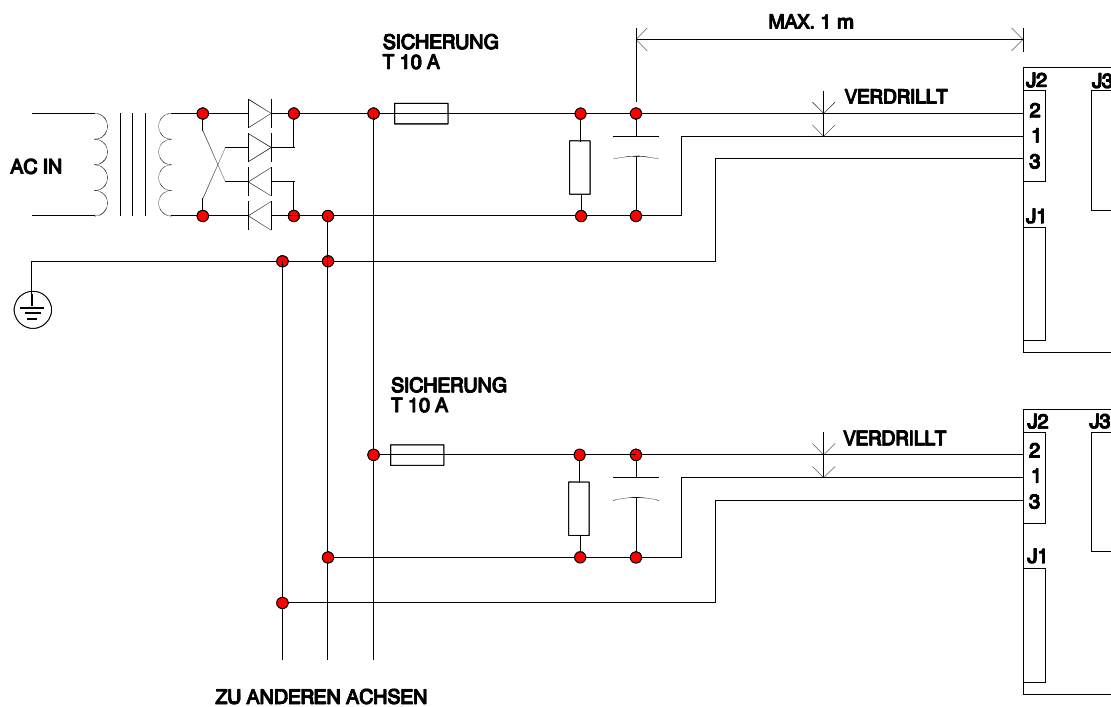 MAX. 1 m
SICHERUNG
T 10 A
J2
J3
VERDRILLT
2
1
3
AC IN
J1
SICHERUNG
T 10 A
J2
J3
VERDRILLT
2
1
3
J1
ZU ANDEREN ACHSEN